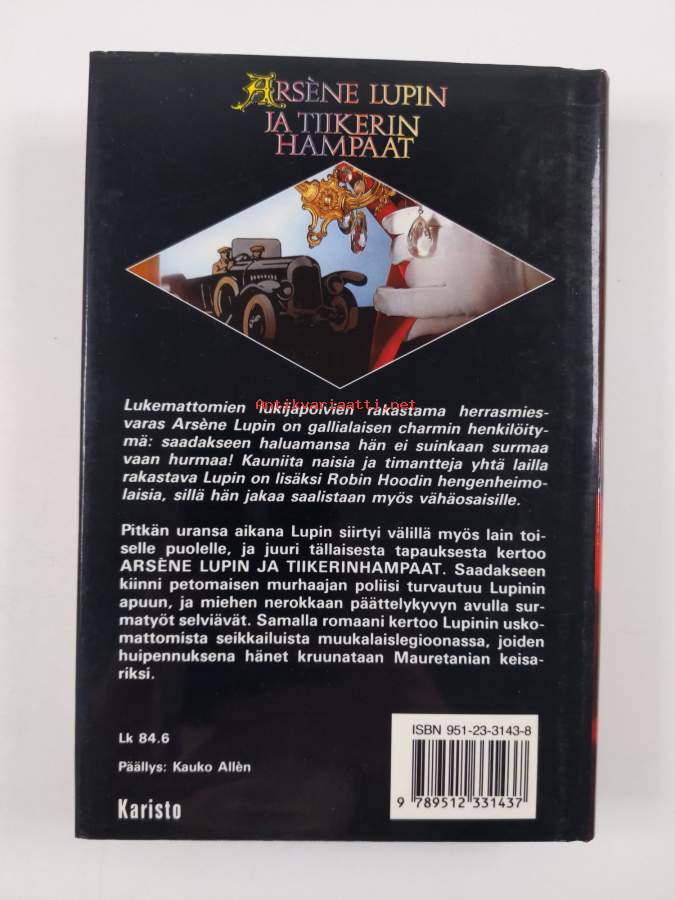 ARSÈNE LUPIN
JA TIIKERIN
HAMPAAT
Antikvariaatti.net
Lukemattomien lukijapolvien rakastama herrasmies-
varas Arsène Lupin on gallialaisen charmin henkilöity-
mä: saadakseen haluamansa hän ei suinkaan surmaa
vaan hurmaa! Kauniita naisia ja timantteja yhtä lailla
rakastava Lupin on lisäksi Robin Hoodin hengenheimo-
laisia, sillä hän jakaa saalistaan myös vähäosaisille.
Pitkän uransa aikana Lupin siirtyi välillä myös lain toi-
selle puolelle, ja juuri tällaisesta tapauksesta kertoo
ARSÈNE LUPIN JA TIIKERINHAMPAAT. Saadakseen
kiinni petomaisen murhaajan poliisi turvautuu Lupinin
apuun, ja miehen nerokkaan päättelykyvyn avulla sur-
matyöt selviävät. Samalla romaani kertoo Lupinin usko-
mattomista seikkailuista muukalaislegioonassa, joiden
huipennuksena hänet kruunataan Mauretanian keisa-
riksi.
Lk 84.6
Päällys: Kauko Allèn
Karisto
ISBN 951-23-3143-8
9 789512 331437